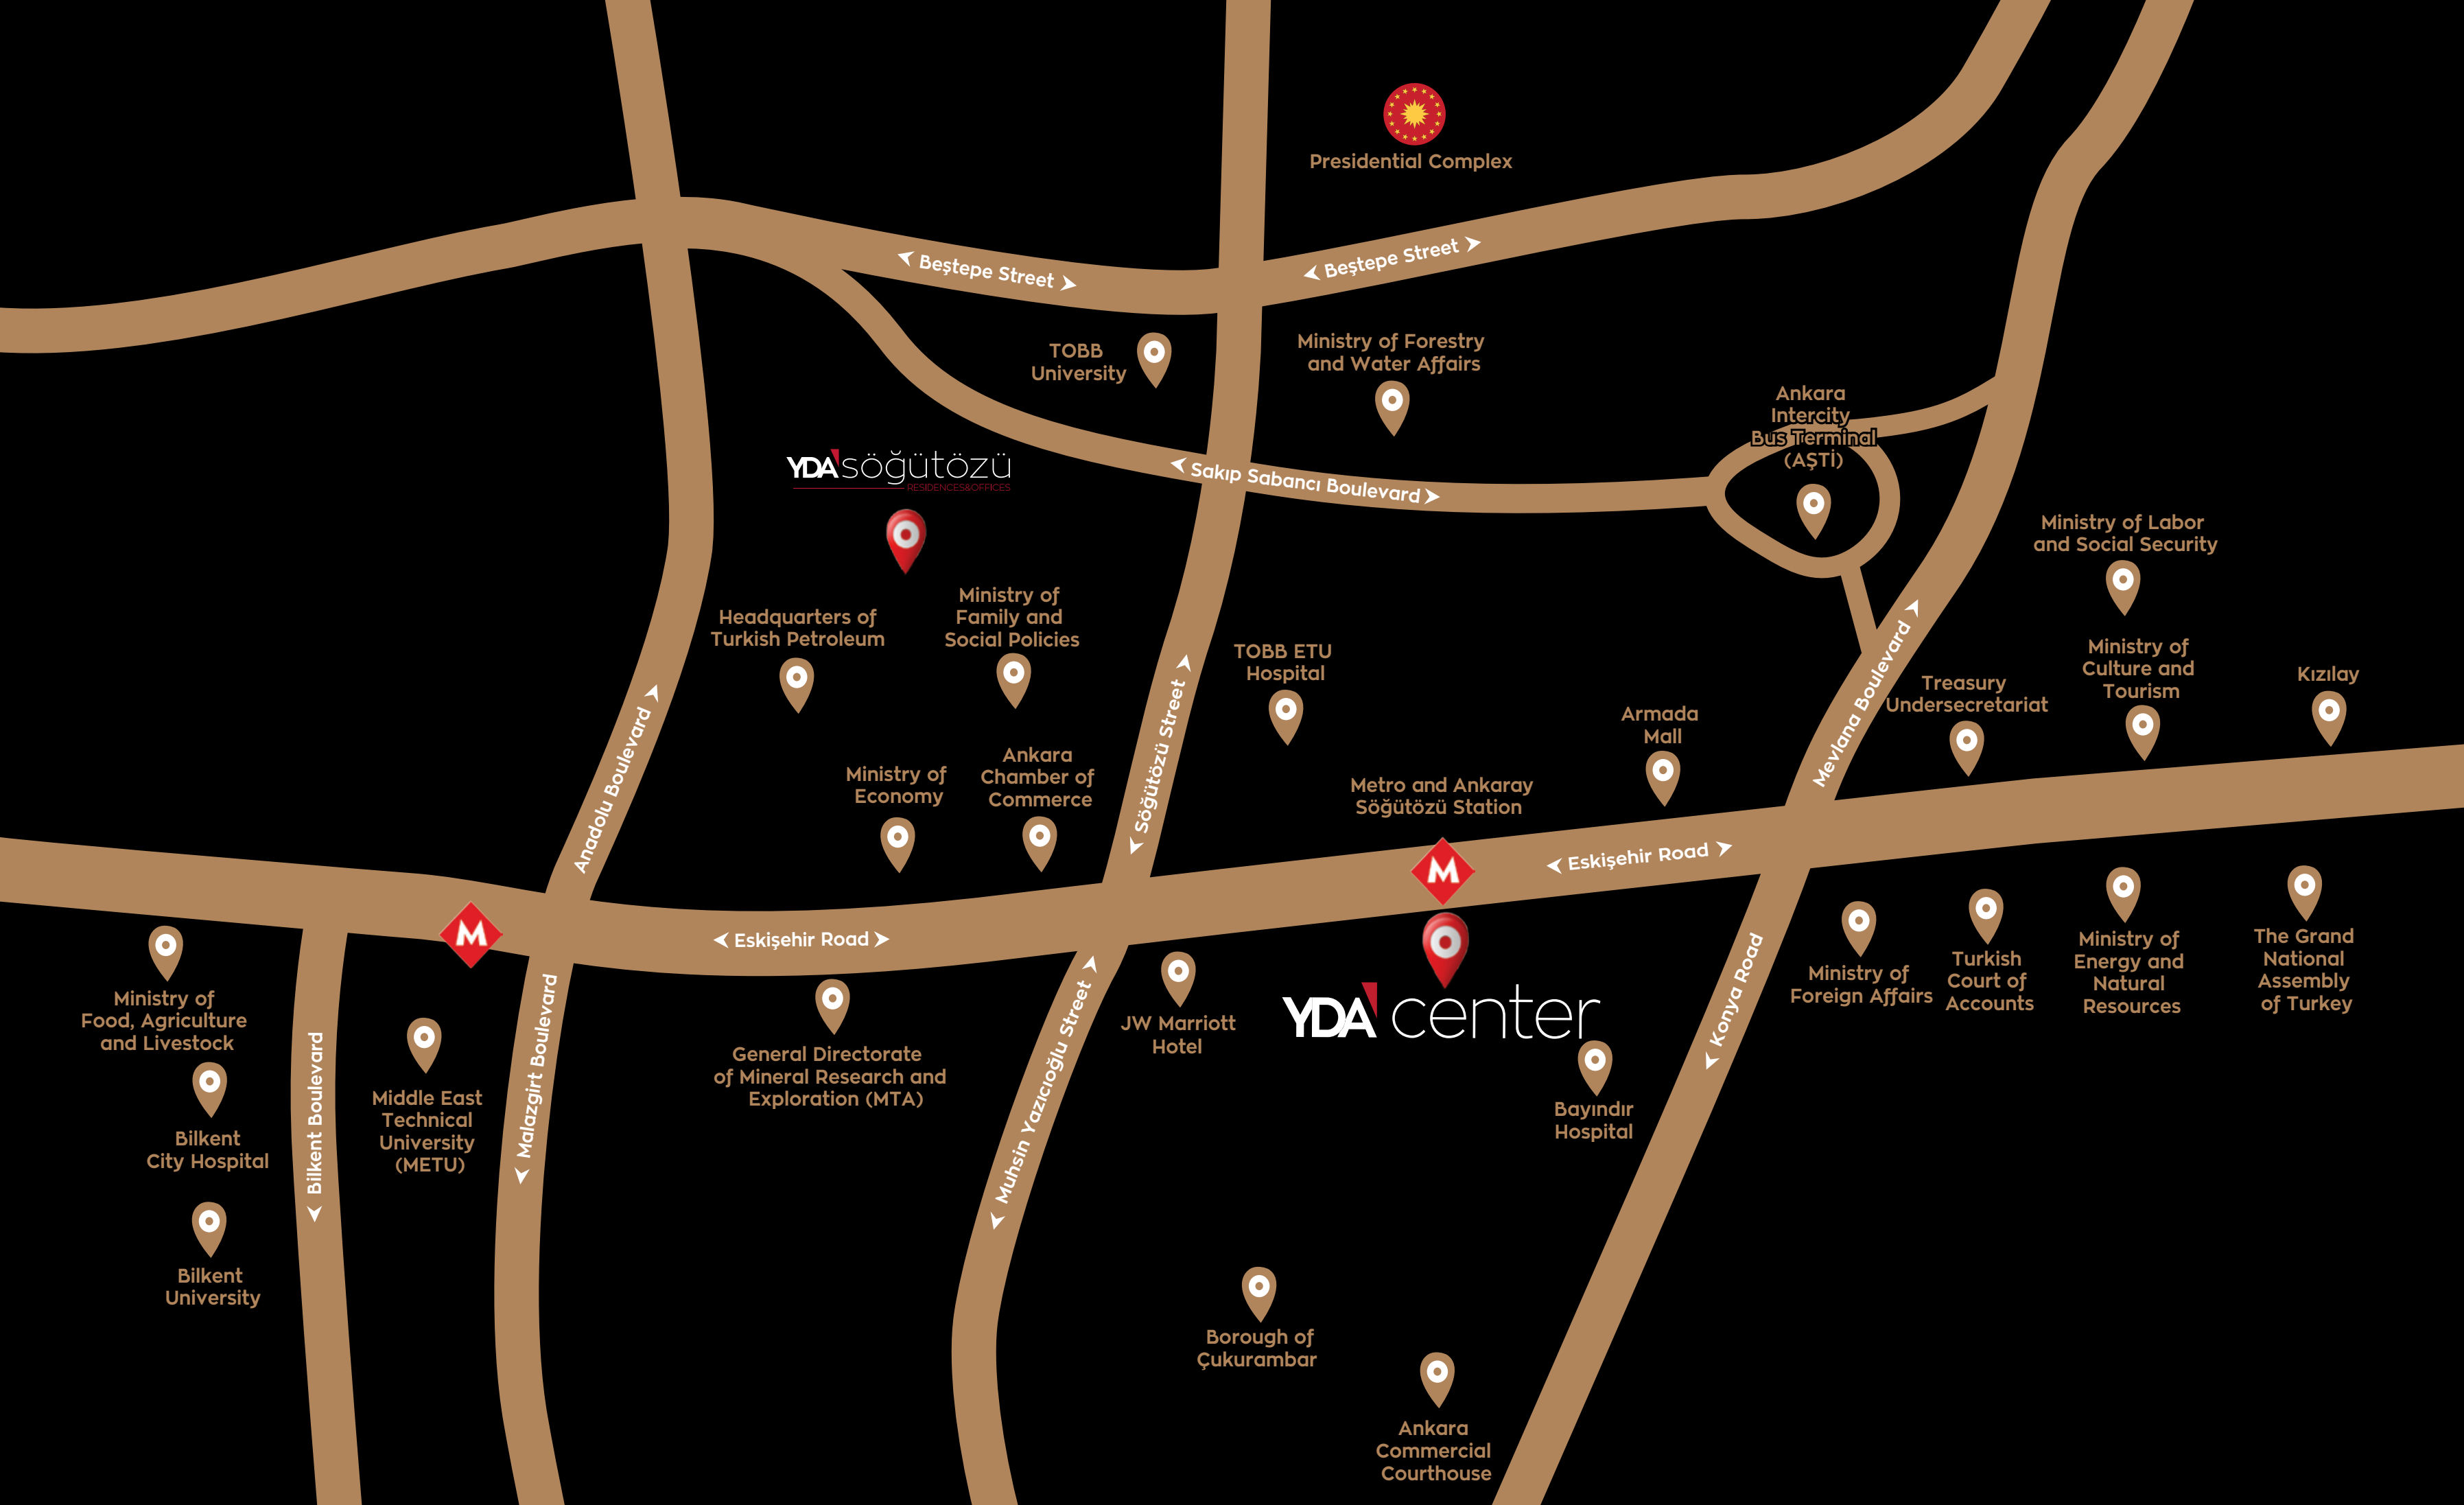 Presidential Complex
Beştepe Street
Beştepe Street
TOBB
University
Ministry of Forestry
and Water Affairs
Ankara
Intercity
Bus Terminal
(AŞTİ)
YDA söğütözü
RESIDENCES&OFFICES
Sakıp Sabancı Boulevard
Ministry of Labor
and Social Security
Headquarters of
Turkish Petroleum
Ministry of
Family and
Social Policies
TOBB ETU
Hospital
Ministry of
Culture and
Tourism
Kızılay
Treasury
Undersecretariat
Armada
Mall
Mevlana Boulevard
Söğütözü Street
Anadolu Boulevard
Ministry of
Economy
Ankara
Chamber of
Commerce
Metro and Ankaray
Söğütözü Station
M
Eskişehir Road
M
Eskişehir Road
YDA center
Ministry of
Food, Agriculture
and Livestock
Bilkent
City Hospital
Bilkent
University
Bilkent Boulevard
Middle East
Technical
University
(METU)
Malazgirt Boulevard
General Directorate
of Mineral Research and
Exploration (MTA)
Muhsin Yazıcıoğlu Street
JW Marriott
Hotel
Bayındır
Hospital
Konya Road
Ministry of
Foreign Affairs
Turkish
Court of
Accounts
Ministry of
Energy and
Natural
Resources
The Grand
National
Assembly
of Turkey
Borough of
Çukurambar
Ankara
Commercial
Courthouse